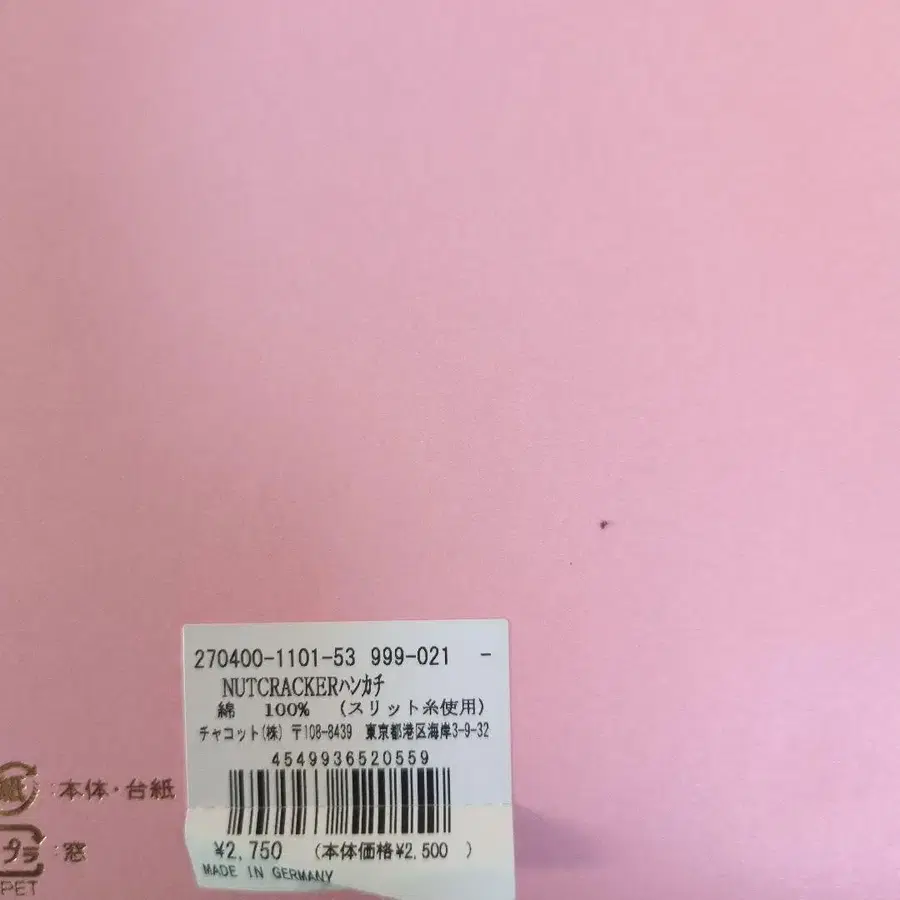 270400-1101-53 999-021 -
NUTCRACKERハンカチ
綿 100% (スリット糸使用)
チャコット(株) 〒108-8439 東京都港区海岸3-9-32
4549936520559
紙 :本体・台紙
プラ :窓
PET
¥2,750 (本体価格¥2,500 )
MADE IN GERMANY